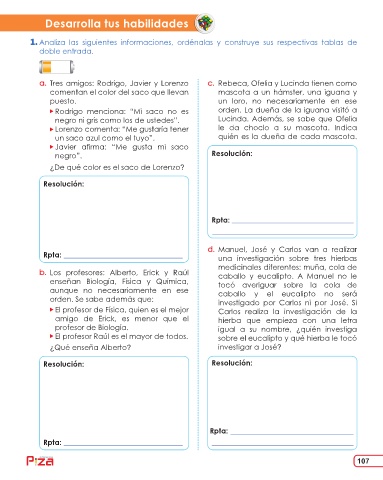 Desarrolla tus habilidades
1. Analiza las siguientes informaciones, ordénalas y construye sus respectivas tablas de
doble entrada.
a. Tres amigos: Rodrigo, Javier y Lorenzo
comentan el color del saco que llevan
puesto.
Rodrigo menciona: “Mi saco no es
negro ni gris como los de ustedes”.
Lorenzo comenta: “Me gustaría tener
un saco azul como el tuyo”.
Javier afirma: “Me gusta mi saco
negro”.
¿De qué color es el saco de Lorenzo?
Resolución:
Rpta:
b. Los profesores: Alberto, Erick y Raúl
enseñan Biología, Física y Química,
aunque no necesariamente en ese
orden. Se sabe además que:
El profesor de Física, quien es el mejor
amigo de Erick, es menor que el
profesor de Biología.
El profesor Raúl es el mayor de todos.
¿Qué enseña Alberto?
Resolución:
Rpta:
c. Rebeca, Ofelia y Lucinda tienen como
mascota a un hámster, una iguana y
un loro, no necesariamente en ese
orden. La dueña de la iguana visitó a
Lucinda. Además, se sabe que Ofelia
le da choclo a su mascota. Indica
quién es la dueña de cada mascota.
Resolución:
Rpta:
d. Manuel, José y Carlos van a realizar
una investigación sobre tres hierbas
medicinales diferentes: muña, cola de
caballo y eucalipto. A Manuel no le
tocó averiguar sobre la cola de
caballo y el eucalipto no será
investigado por Carlos ni por José. Si
Carlos realiza la investigación de la
hierba que empieza con una letra
igual a su nombre, ¿quién investiga
sobre el eucalipto y qué hierba le tocó
investigar a José?
Resolución:
Rpta:
107